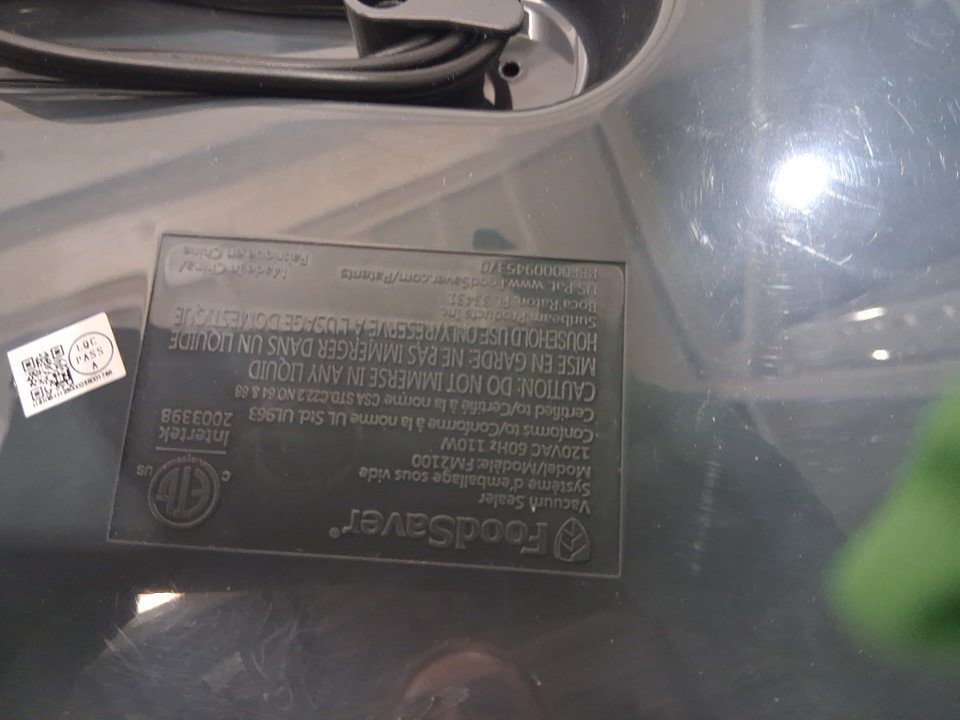 FoodSaver®
Vacuum Sealer
Système d'emballage sous vide
Model/Modèle: FM2100
120VAC 60Hz 110W
Conforms to/Conforme à la norme UL Std. UL963
Certified to/Certifié à la norme CSA STD.C22.2 NO 64 & 68
CAUTION: DO NOT IMMERSE IN ANY LIQUID
MISE EN GARDE: NE PAS IMMERGER DANS UN LIQUIDE
HOUSEHOLD USE ONLY/RÉSERVÉ À L'USAGE DOMESTIQUE
Sunbeam Products Inc.
Boca Raton, FL 33431
US Pat. www.FoodSaver.com/Patents
C ETL US
Intertek
2003398
Made in China/
Fabriqué en Chine
LQC
PASS
A